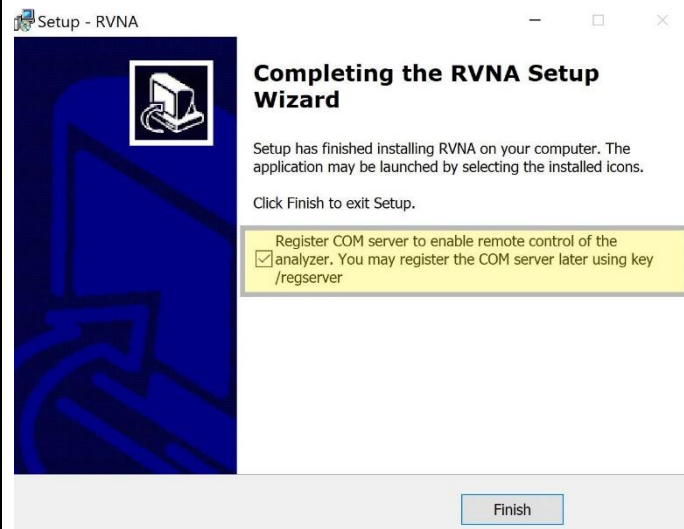 Setup - RVNA
Completing the RVNA Setup
Wizard
Setup has finished installing RVNA on your computer. The
application may be launched by selecting the installed icons.
Click Finish to exit Setup.
Register COM server to enable remote control of the
analyzer. You may register the COM server later using key
/regserver
Finish